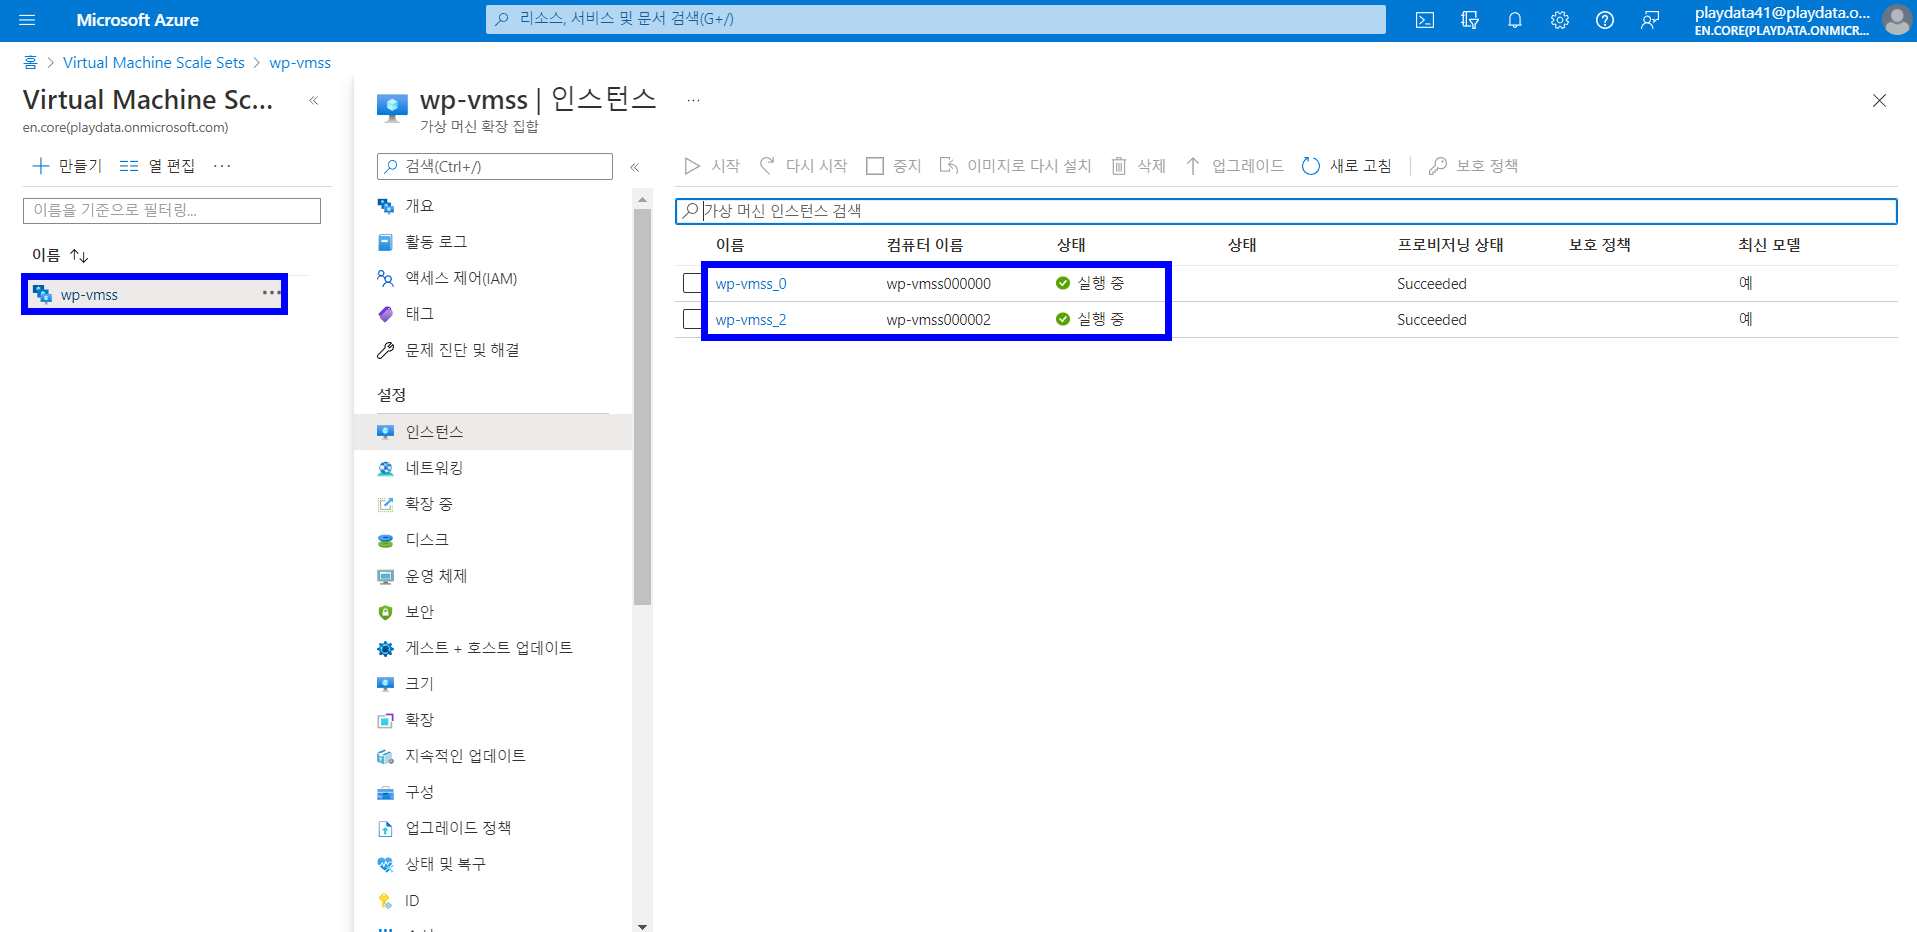 Microsoft Azure
리소스, 서비스 및 문서 검색(G+/)
playdata41@playdata.o...
EN.CORE(PLAYDATA.ONMICR...
홈 > Virtual Machine Scale Sets > wp-vmss
Virtual Machine Sc...
«
en.core(playdata.onmicrosoft.com)
만들기 열 편집 ...
이름을 기준으로 필터링...
이름
wp-vmss ...
wp-vmss | 인스턴스 ...
가상 머신 확장 집합
검색(Ctrl+/) «
개요
활동 로그
액세스 제어(IAM)
태그
문제 진단 및 해결
설정
인스턴스
네트워킹
확장 중
디스크
운영 체제
보안
게스트 + 호스트 업데이트
크기
확장
지속적인 업데이트
구성
업그레이드 정책
상태 및 복구
ID
시작 다시 시작 중지 이미지로 다시 설치 삭제 업그레이드 새로 고침 보호 정책
가상 머신 인스턴스 검색
이름 컴퓨터 이름 상태 상태 프로비저닝 상태 보호 정책 최신 모델
wp-vmss_0 wp-vmss000000 실행 중 Succeeded 예
wp-vmss_2 wp-vmss000002 실행 중 Succeeded 예